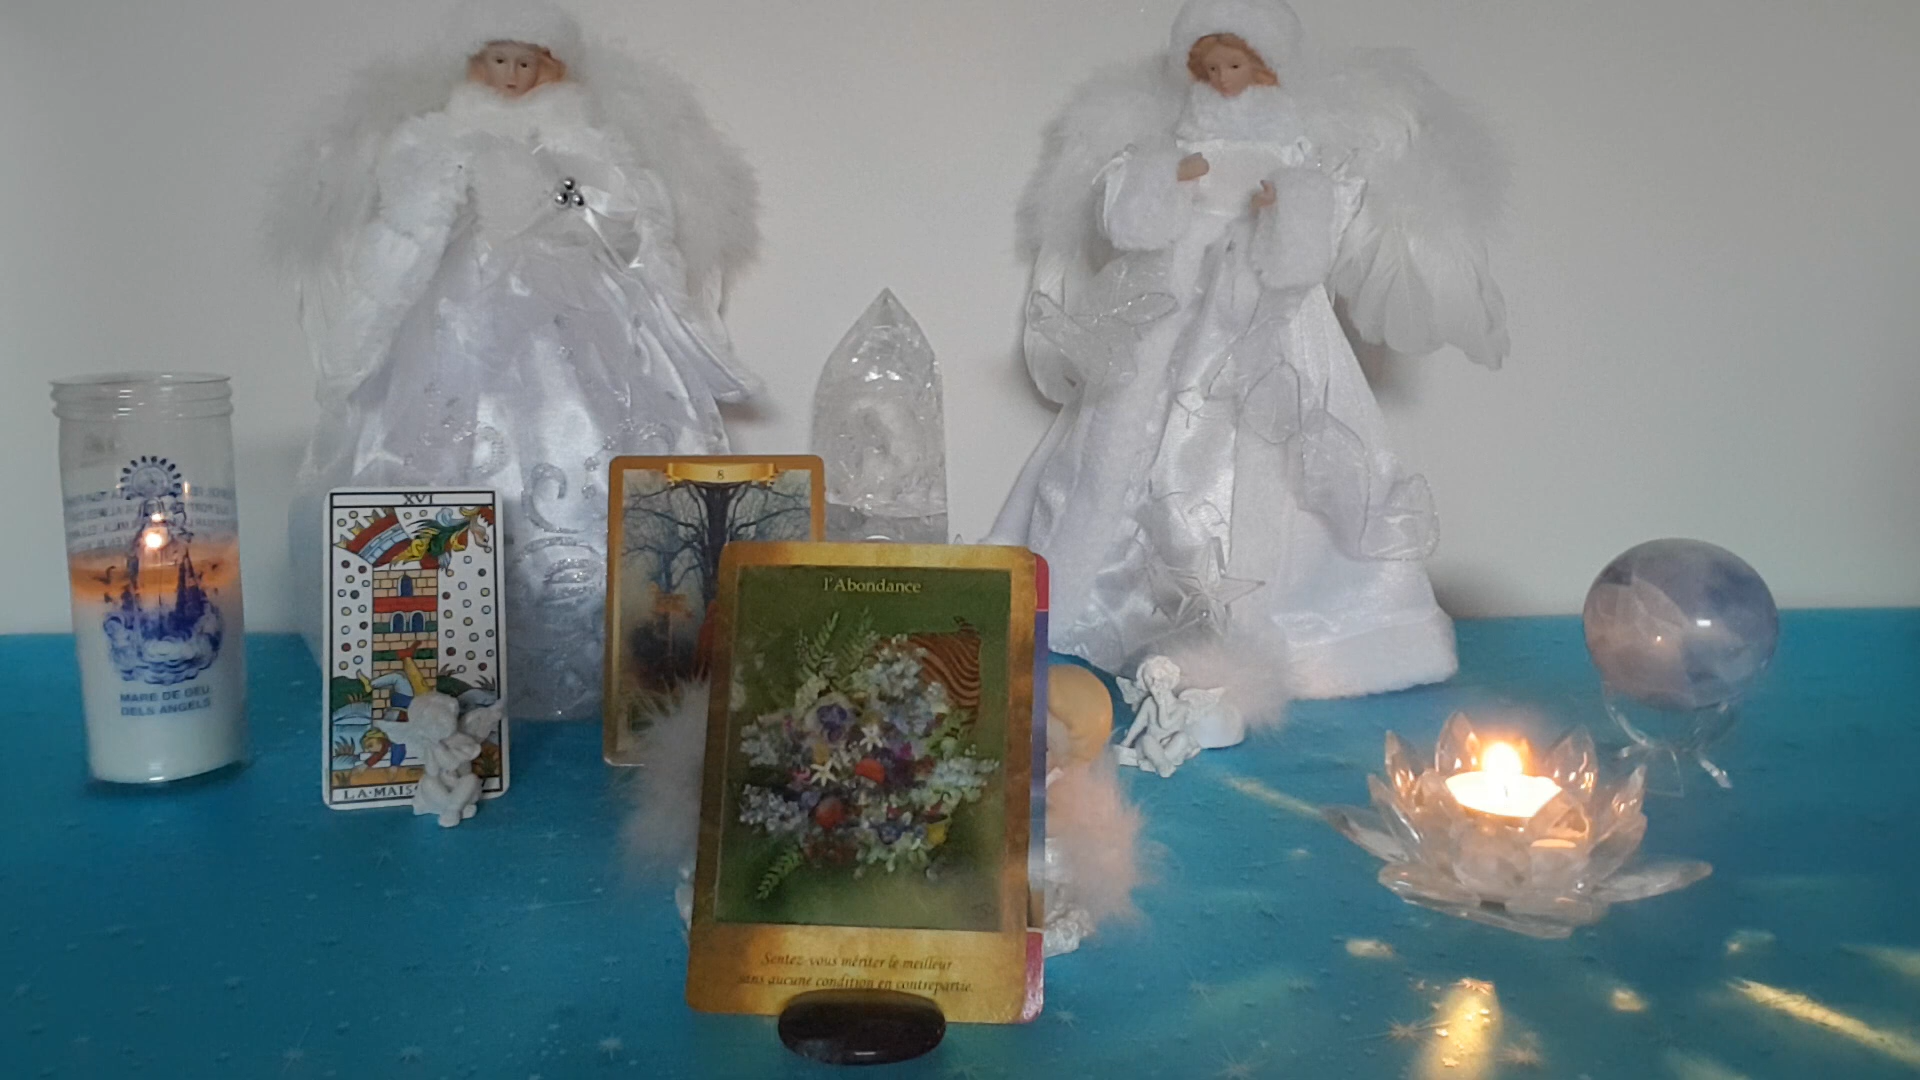 MARE DE DEU
DELS ANGELS
XVI
LA·MAIS
8
l'Abondance
Sentez-vous mériter le meilleur
sans aucune condition en contrepartie.